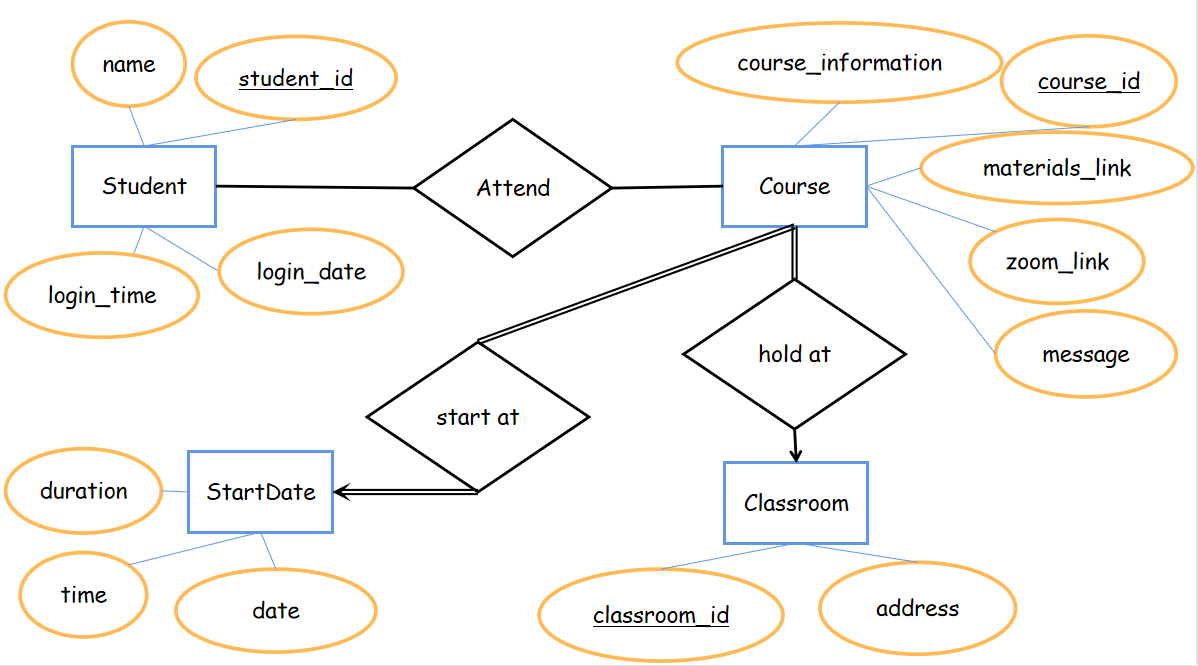 name
student_id
course_information
course_id
Student
Attend
Course
materials_link
login_time
login_date
zoom_link
message
hold at
start at
duration
StartDate
Classroom
time
date
classroom_id
address